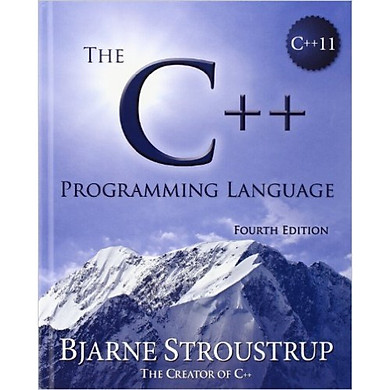 C++11
THE
C++
PROGRAMMING LANGUAGE
FOURTH EDITION
BJARNE STROUSTRUP
THE CREATOR OF C++